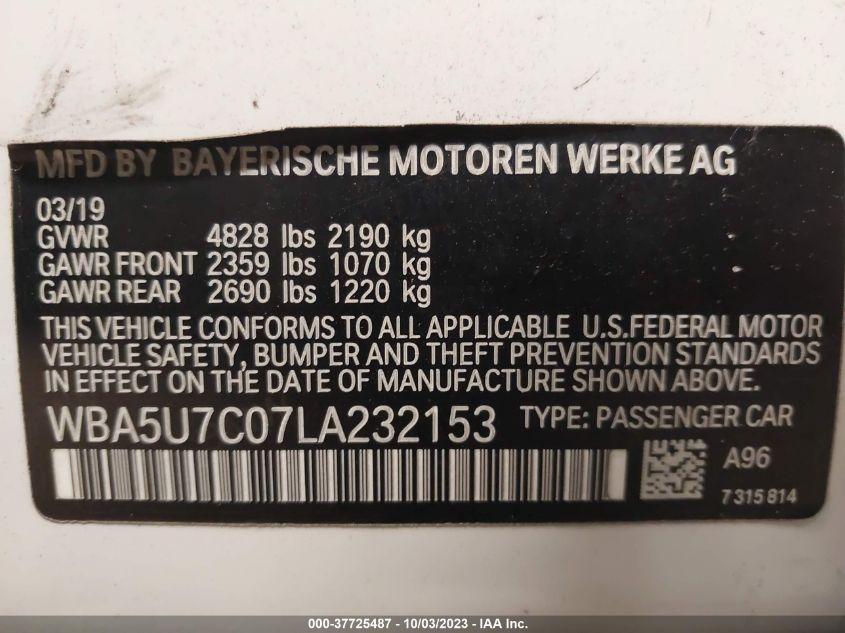 MFD BY BAYERISCHE MOTOREN WERKE AG
03/19
GVWR 4828 lbs 2190 kg
GAWR FRONT 2359 lbs 1070 kg
GAWR REAR 2690 lbs 1220 kg
THIS VEHICLE CONFORMS TO ALL APPLICABLE U.S.FEDERAL MOTOR
VEHICLE SAFETY, BUMPER AND THEFT PREVENTION STANDARDS
IN EFFECT ON THE DATE OF MANUFACTURE SHOWN ABOVE.
WBA5U7C07LA232153 TYPE: PASSENGER CAR
A96
7 315 814
000-37725487 - 10/03/2023 - IAA Inc.